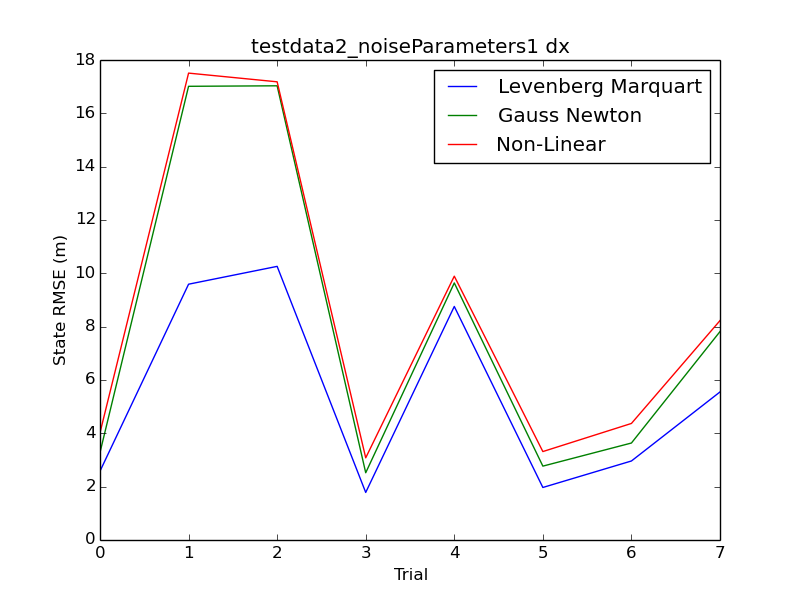 testdata2_noiseParameters1 dx
Levenberg Marquart
Gauss Newton
Non-Linear
State RMSE (m)
18
16
14
12
10
8
6
4
2
0
0 1 2 3 4 5 6 7
Trial